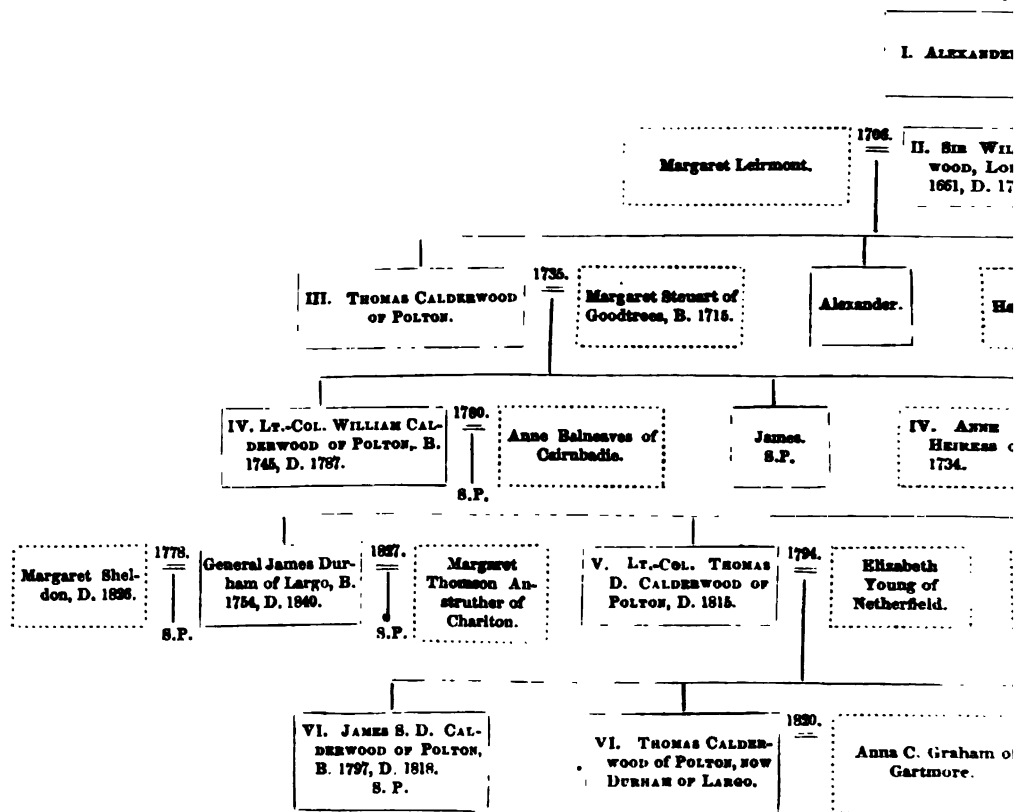 I. ALEXANDER
Margaret Leirmont.
1706.
II. SIR WIL
WOOD, LOR
1661, D. 17
III. THOMAS CALDERWOOD
OF POLTON.
1735.
Margaret Steuart of
Goodtrees, B. 1715.
Alexander.
He
IV. LT.-COL. WILLIAM CAL-
DERWOOD OF POLTON, B.
1745, D. 1787.
1780.
S.P.
Anne Balneaves of
Cairnbadie.
James.
S.P.
IV. ANNE
HEIRESS O
1734.
Margaret Shel-
don, D. 1826.
1778.
S.P.
General James Dur-
ham of Largo, B.
1754, D. 1840.
1827.
S.P.
Margaret
Thomson An-
struther of
Charlton.
V. LT.-COL. THOMAS
D. CALDERWOOD OF
POLTON, D. 1815.
1794.
Elizabeth
Young of
Netherfield.
VI. JAMES S. D. CAL-
DERWOOD OF POLTON,
B. 1797, D. 1818.
S. P.
VI. THOMAS CALDER-
WOOD of POLTON, NOW
DURHAM OF LARGO.
1820.
Anna C. Graham of
Gartmore.